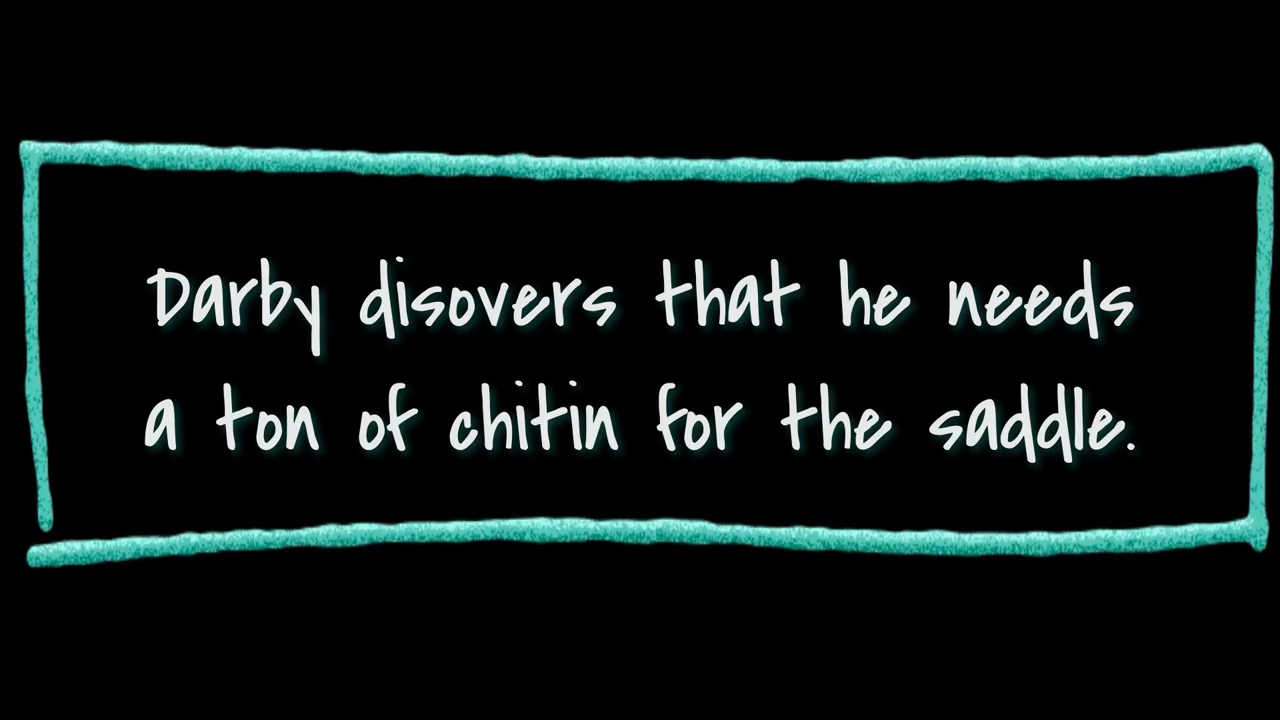 Darby disovers that he needs
a ton of chitin for the saddle.